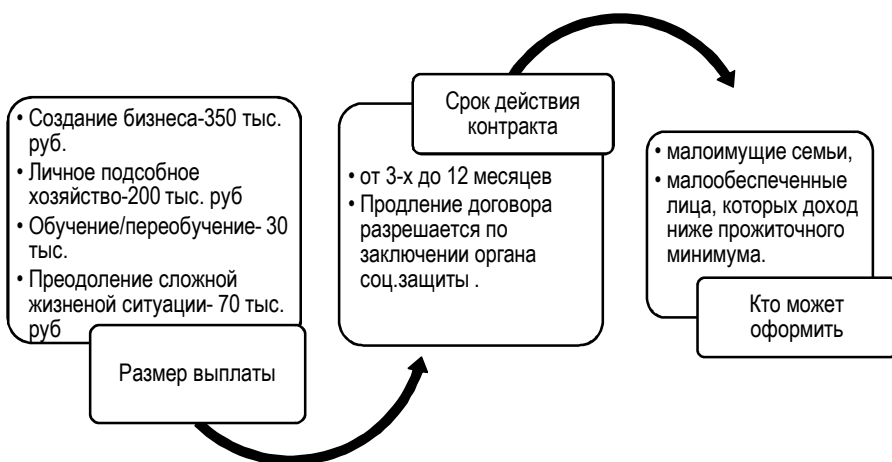 • Создание бизнеса-350 тыс.
руб.
• Личное подсобное
хозяйство-200 тыс. руб
• Обучение/переобучение- 30
тыс.
• Преодоление сложной
жизненой ситуации- 70 тыс.
руб
Размер выплаты
Срок действия
контракта
• от 3-х до 12 месяцев
• Продление договора
разрешается по
заключении органа
соц.защиты .
• малоимущие семьи,
• малообеспеченные
лица, которых доход
ниже прожиточного
минимума.
Кто может
оформить